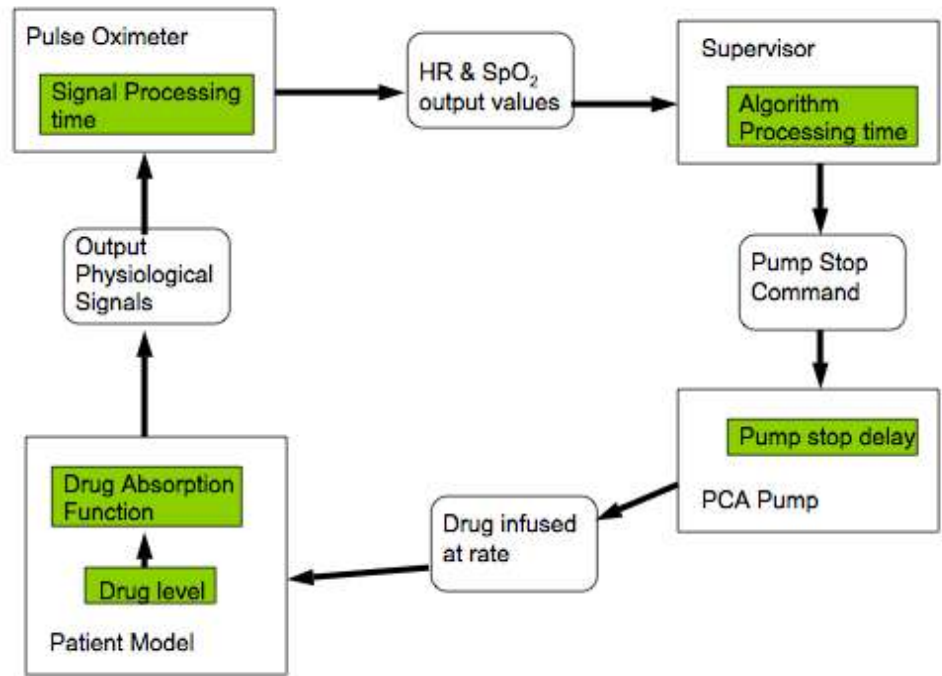 Pulse Oximeter
Signal Processing
time
HR & SpO₂
output values
Supervisor
Algorithm
Processing time
Output
Physiological
Signals
Pump Stop
Command
Pump stop delay
PCA Pump
Drug Absorption
Function
Drug level
Patient Model
Drug infused
at rate